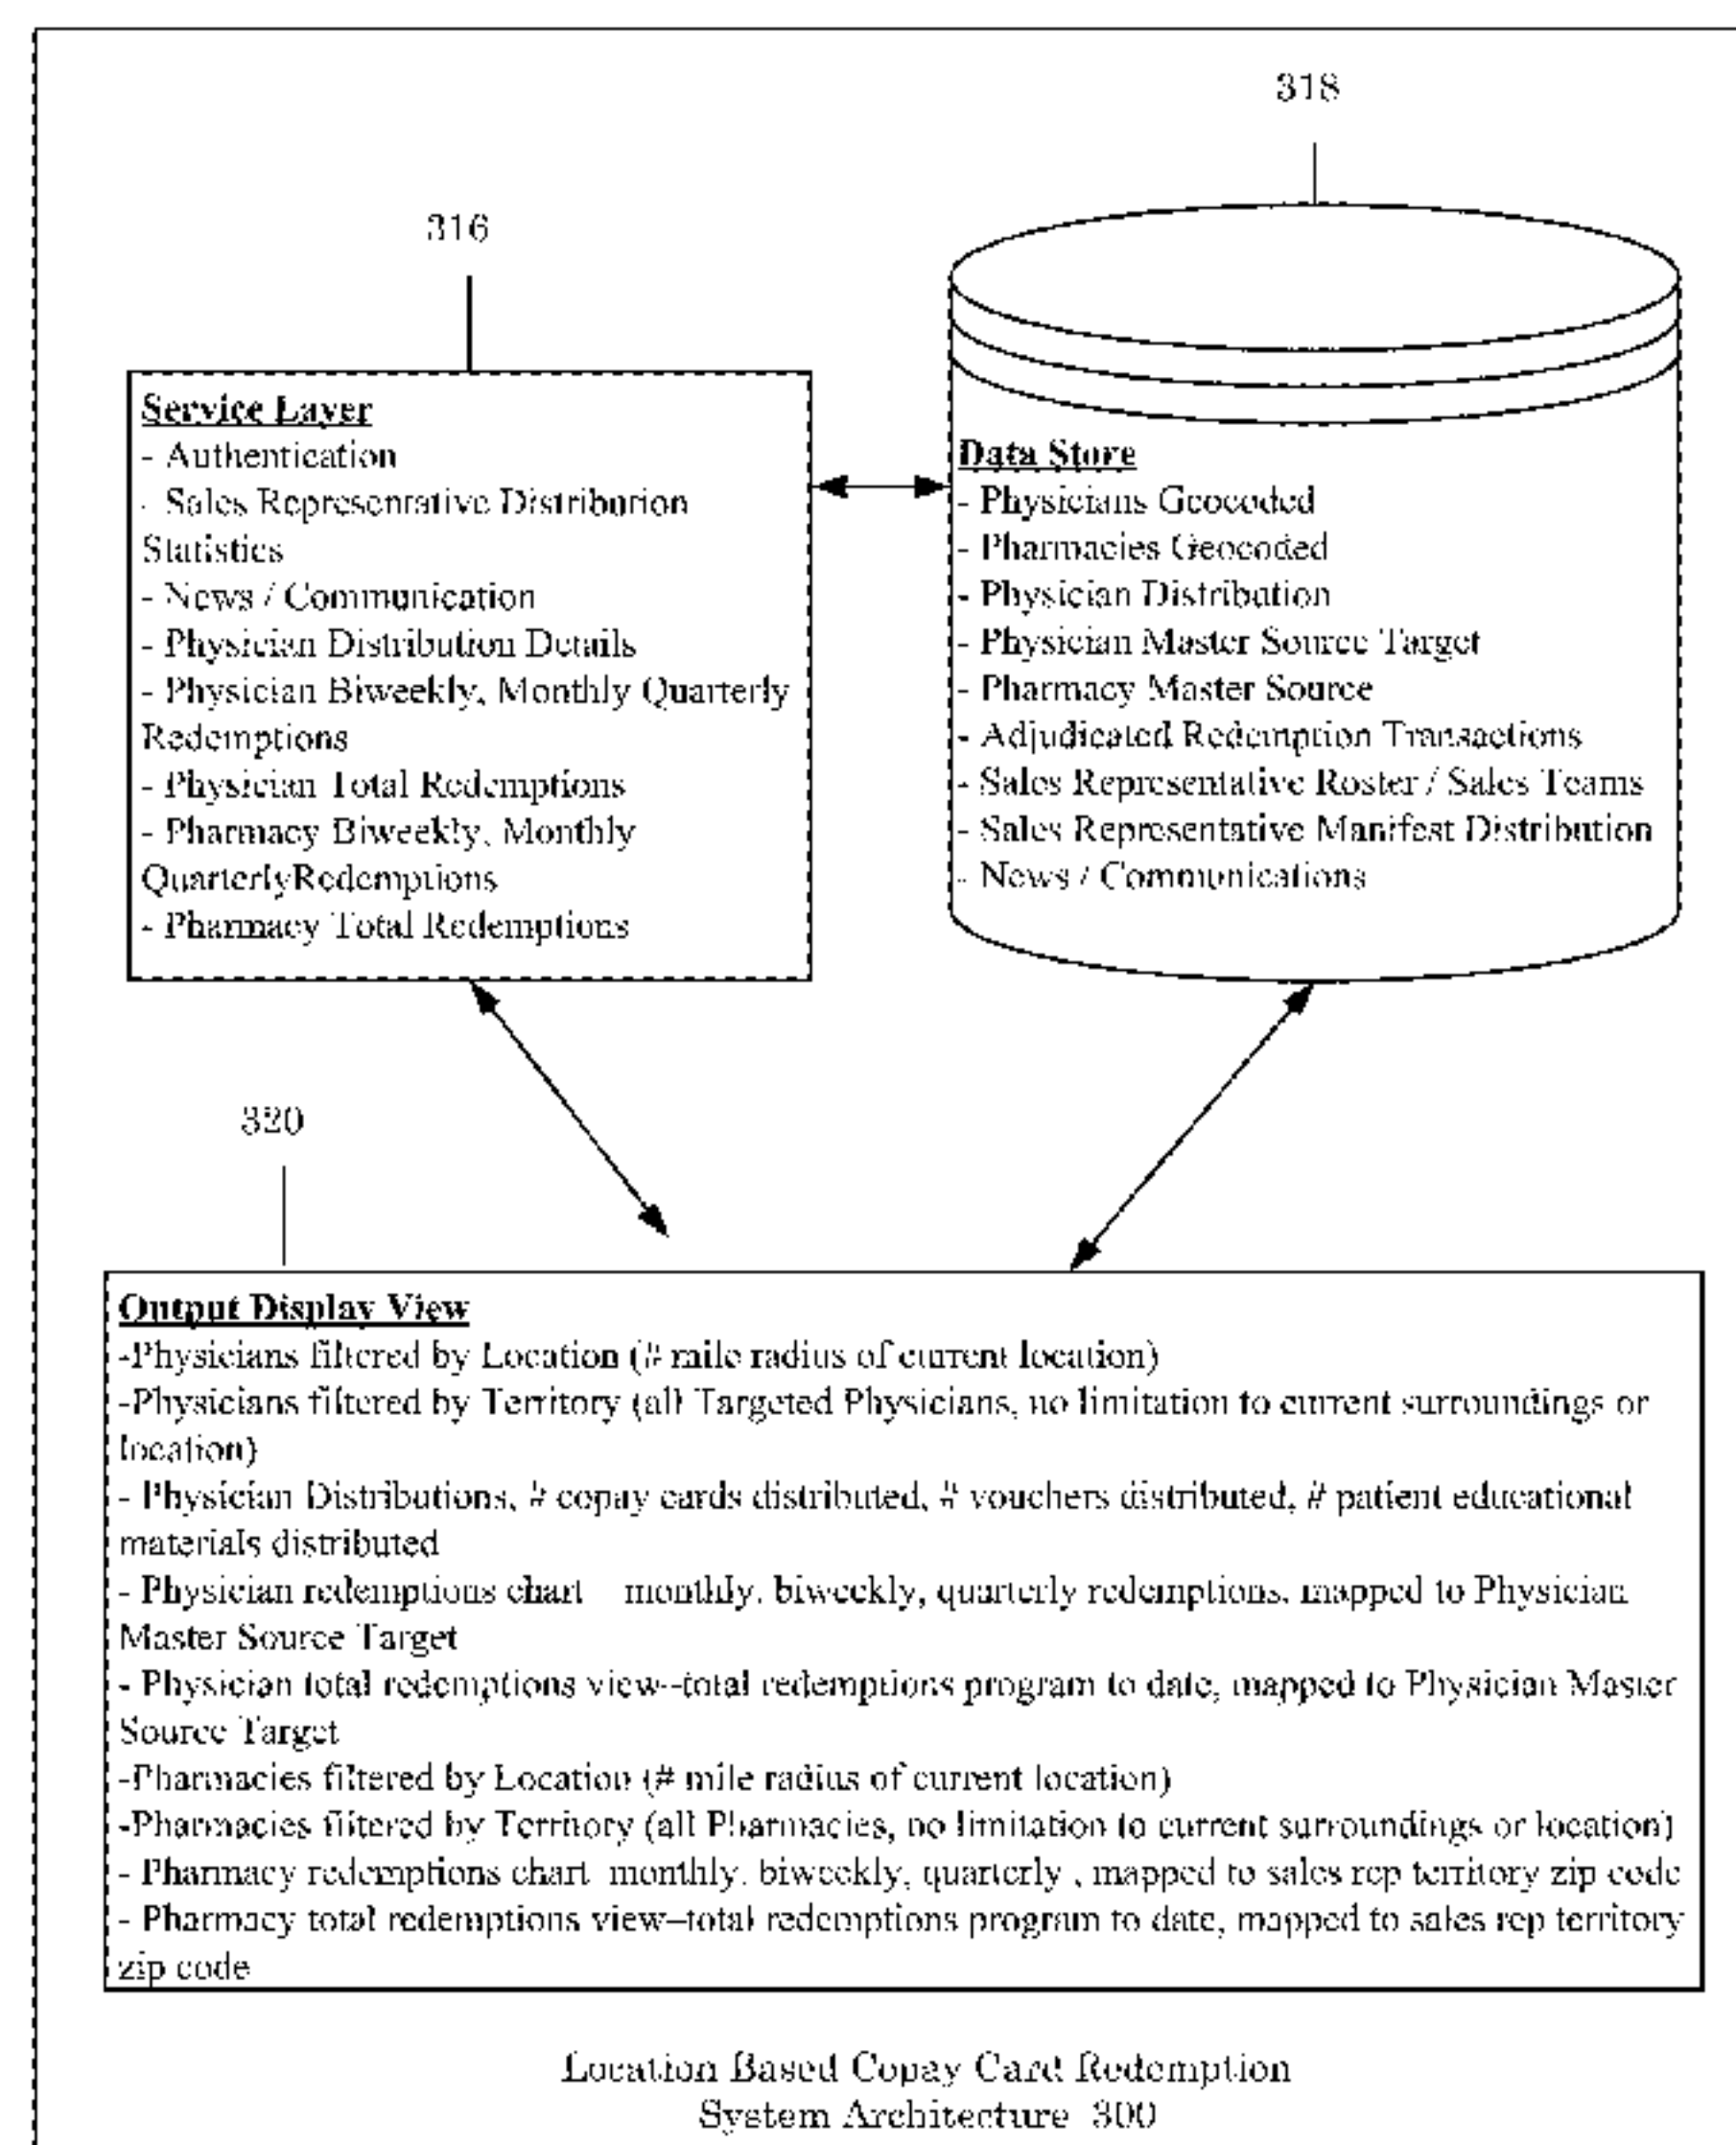 318
316
Service Layer
- Authentication
- Sales Representative Distribution
Statistics
- News / Communication
- Physician Distribution Details
- Physician Biweekly, Monthly Quarterly
Redemptions
- Physician Total Redemptions
- Pharmacy Biweekly, Monthly
QuarterlyRedemptions
- Pharmacy Total Redemptions
Data Store
- Physicians Geocoded
- Pharmacies Geocoded
- Physician Distribution
- Physician Master Source Target
- Pharmacy Master Source
- Adjudicated Redemption Transactions
- Sales Representative Roster / Sales Teams
- Sales Representative Manifest Distribution
- News / Communications
320
Output Display View
-Physicians filtered by Location (# mile radius of current location)
-Physicians filtered by Territory (all Targeted Physicians, no limitation to current surroundings or
location)
- Physician Distributions, # copay cards distributed, # vouchers distributed, # patient educational
materials distributed
- Physician redemptions chart   monthly, biweekly, quarterly redemptions, mapped to Physician
Master Source Target
- Physician total redemptions view--total redemptions program to date, mapped to Physician Master
Source Target
-Pharmacies filtered by Location (# mile radius of current location)
-Pharmacies filtered by Territory (all Pharmacies, no limitation to current surroundings or location)
- Pharmacy redemptions chart  monthly, biweekly, quarterly , mapped to sales rep territory zip code
- Pharmacy total redemptions view–total redemptions program to date, mapped to sales rep territory
zip code
Location Based Copay Card Redemption
System Architecture 300